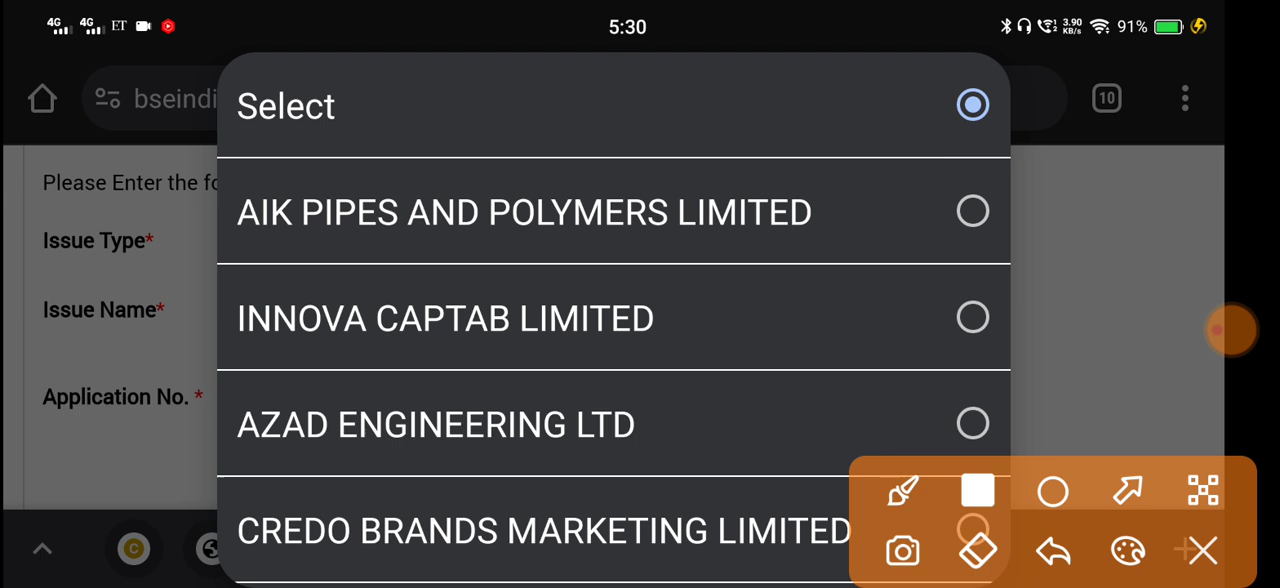 4G 4G ET 5:30 2 3.90 KB/s 91%
bseindi 10
Select
Please Enter the fo
AIK PIPES AND POLYMERS LIMITED
Issue Type*
Issue Name*
INNOVA CAPTAB LIMITED
Application No. *
AZAD ENGINEERING LTD
CREDO BRANDS MARKETING LIMITED
C